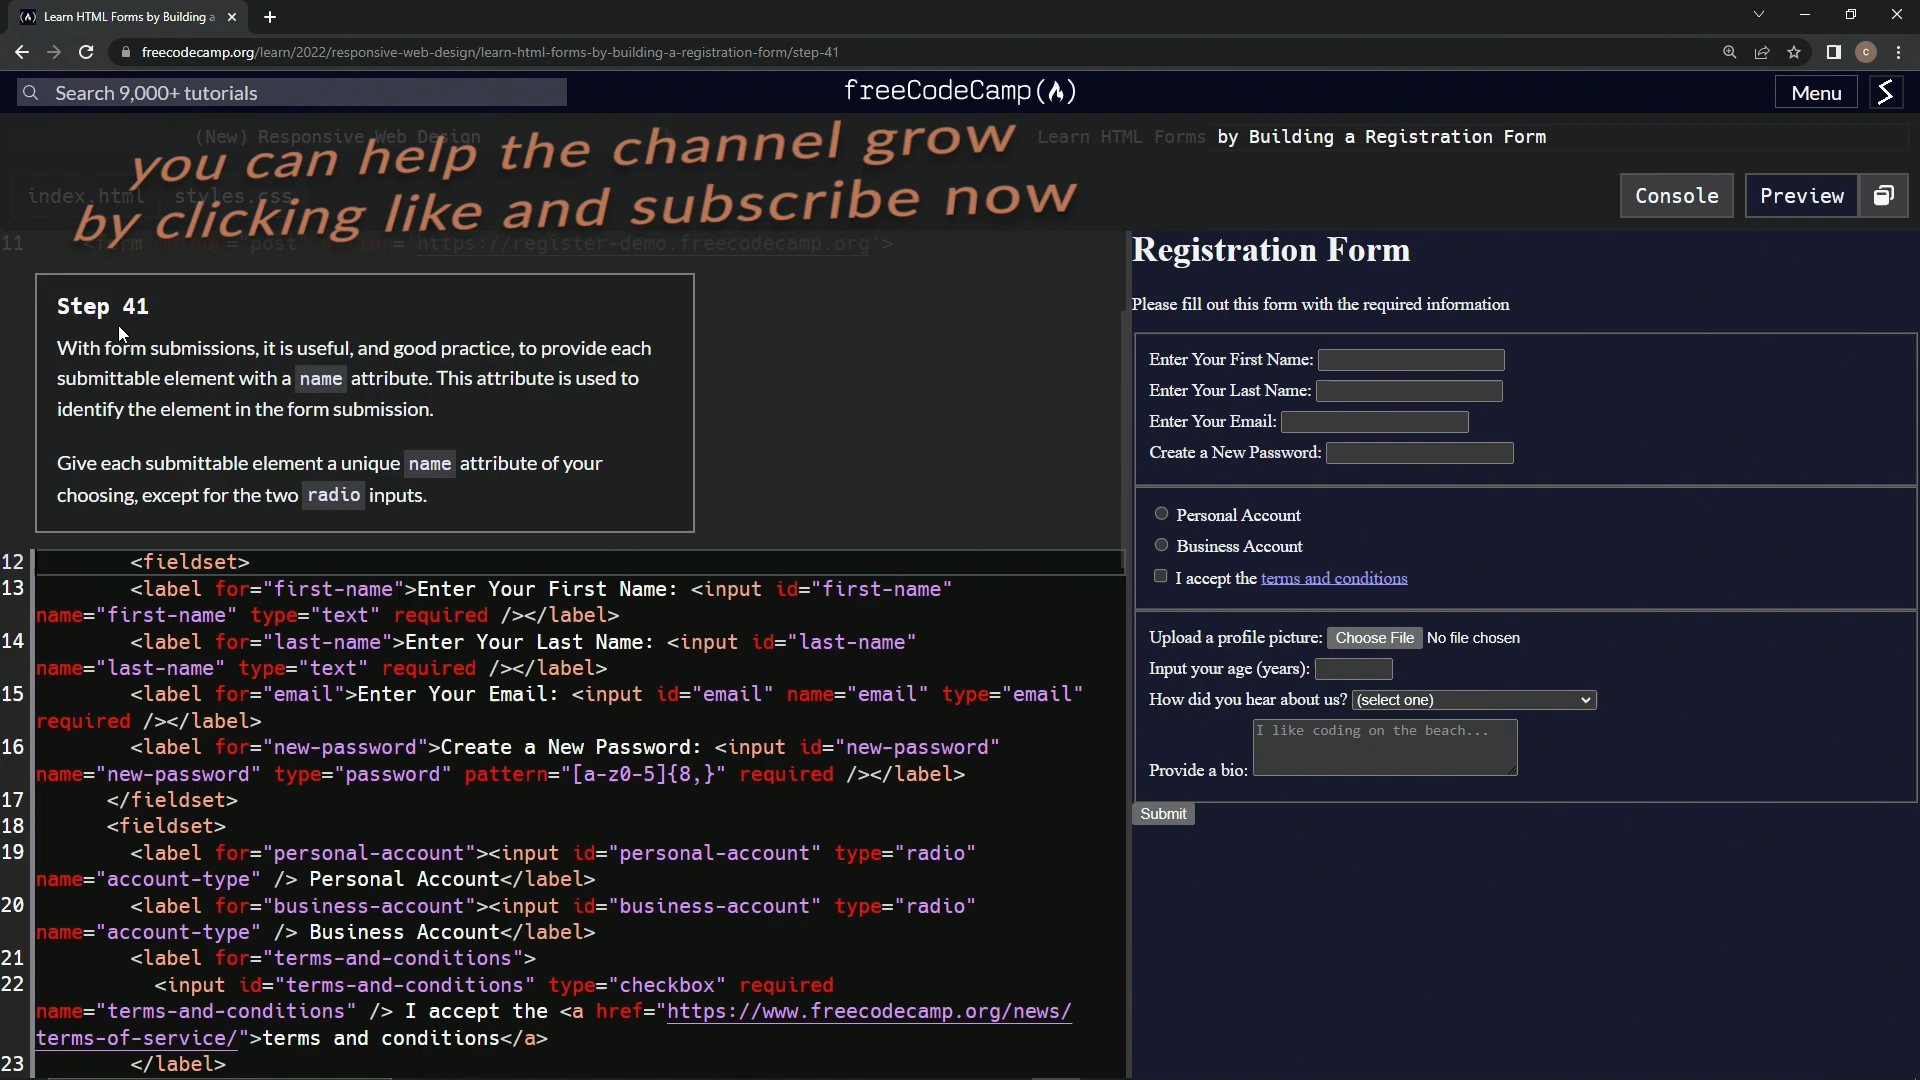 Learn HTML Forms by Building a
freecodecamp.org/learn/2022/responsive-web-design/learn-html-forms-by-building-a-registration-form/step-41
C
Search 9,000+ tutorials
freeCodeCamp
Menu
(New) Responsive Web Design
Learn HTML Forms by Building a Registration Form
you can help the channel grow
by clicking like and subscribe now
index.html styles.css
Console
Preview
11 <form method="post" action='https://register-demo.freecodecamp.org'>
Step 41
With form submissions, it is useful, and good practice, to provide each
submittable element with a name attribute. This attribute is used to
identify the element in the form submission.
Give each submittable element a unique name attribute of your
choosing, except for the two radio inputs.
12 <fieldset>
13 <label for="first-name">Enter Your First Name: <input id="first-name"
name="first-name" type="text" required /></label>
14 <label for="last-name">Enter Your Last Name: <input id="last-name"
name="last-name" type="text" required /></label>
15 <label for="email">Enter Your Email: <input id="email" name="email" type="email"
required /></label>
16 <label for="new-password">Create a New Password: <input id="new-password"
name="new-password" type="password" pattern="[a-z0-5]{8,}" required /></label>
17 </fieldset>
18 <fieldset>
19 <label for="personal-account"><input id="personal-account" type="radio"
name="account-type" /> Personal Account</label>
20 <label for="business-account"><input id="business-account" type="radio"
name="account-type" /> Business Account</label>
21 <label for="terms-and-conditions">
22 <input id="terms-and-conditions" type="checkbox" required
name="terms-and-conditions" /> I accept the <a href="https://www.freecodecamp.org/news/
terms-of-service/">terms and conditions</a>
23 </label>
Registration Form
Please fill out this form with the required information
Enter Your First Name:
Enter Your Last Name:
Enter Your Email:
Create a New Password:
Personal Account
Business Account
I accept the terms and conditions
Upload a profile picture: Choose File No file chosen
Input your age (years):
How did you hear about us? (select one)
I like coding on the beach...
Provide a bio:
Submit